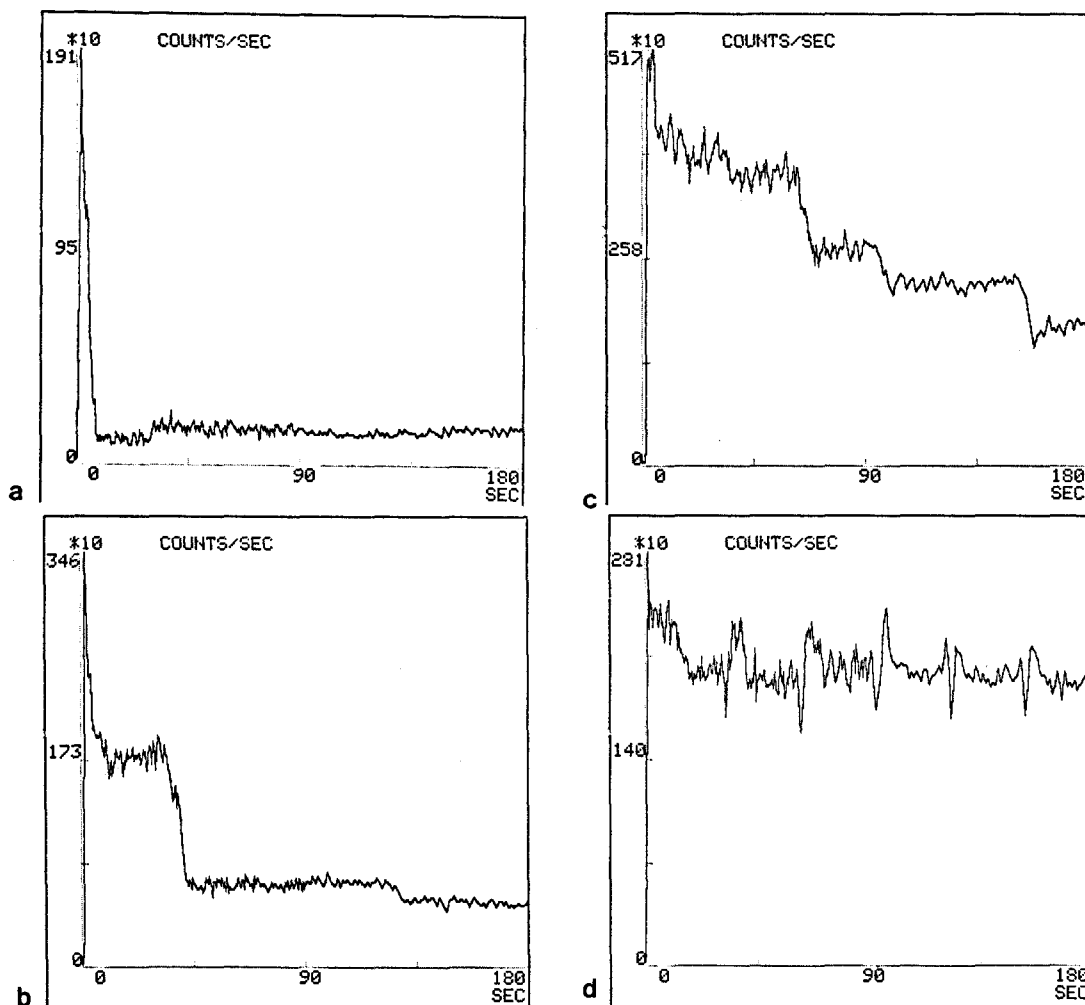 *10 COUNTS/SEC
191
95
0
0 90 180
SEC
a
*10 COUNTS/SEC
346
173
0
0 90 180
SEC
b
*10 COUNTS/SEC
517
258
0
0 90 180
SEC
c
*10 COUNTS/SEC
281
140
0
0 90 180
SEC
d